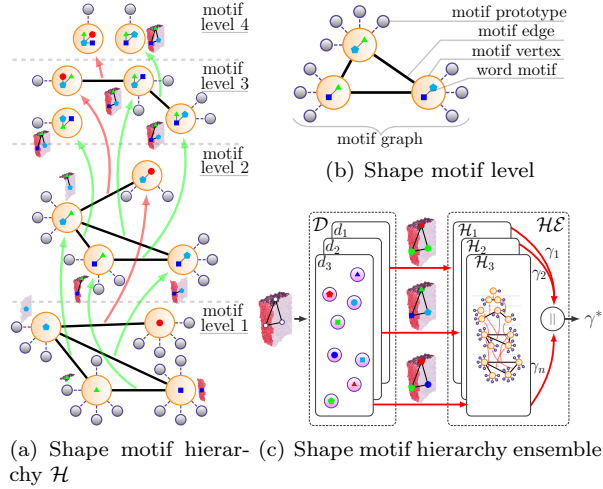 motif
level 4
motif
level 3
motif
level 2
motif
level 1
(a) Shape motif hierar-
chy ℋ
motif prototype
motif edge
motif vertex
word motif
motif graph
(b) Shape motif level
𝒟
d₁
d₂
d₃
ℋ₁
ℋ₂
ℋ₃
ℋℰ
γ₁
γ₂
γₙ
||
γ*
(c) Shape motif hierarchy ensemble